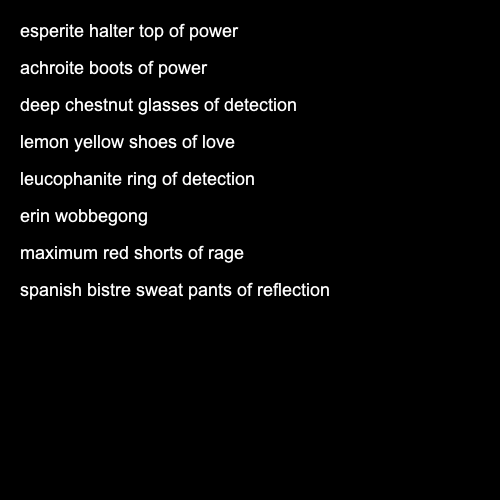 esperite halter top of power
achroite boots of power
deep chestnut glasses of detection
lemon yellow shoes of love
leucophanite ring of detection
erin wobbegong
maximum red shorts of rage
spanish bistre sweat pants of reflection